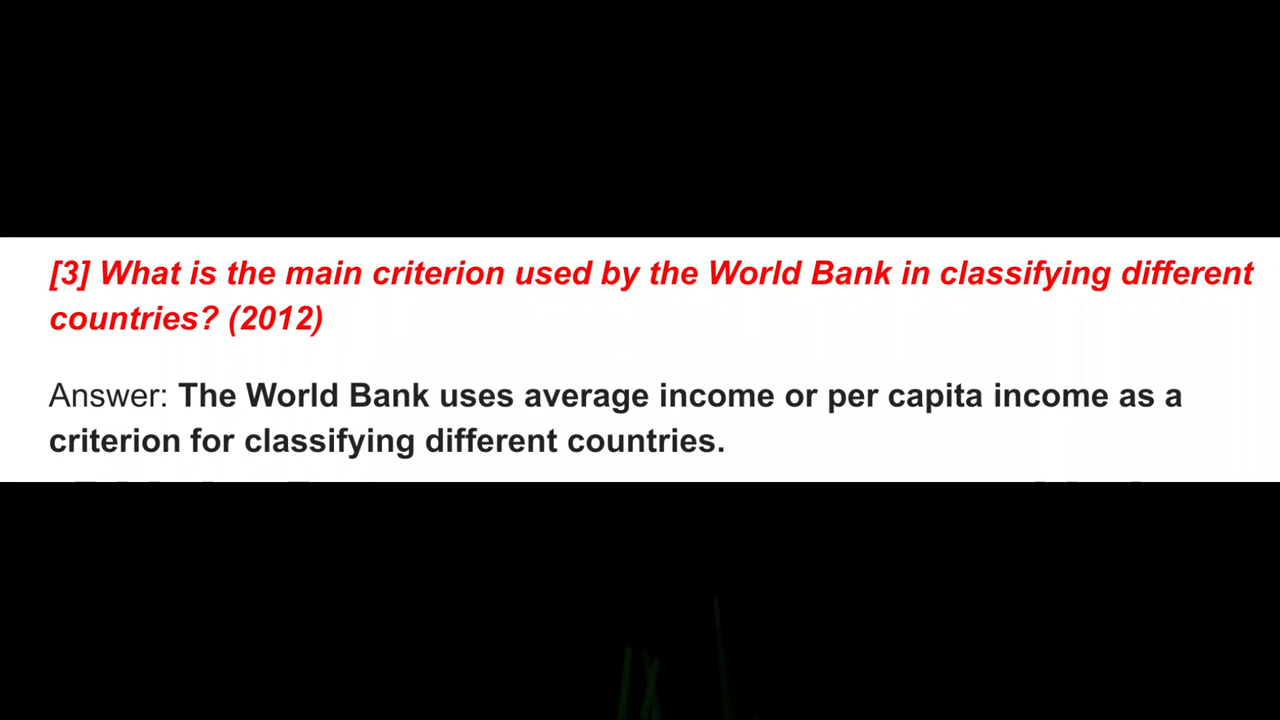 [3] What is the main criterion used by the World Bank in classifying different
countries? (2012)
Answer: The World Bank uses average income or per capita income as a
criterion for classifying different countries.